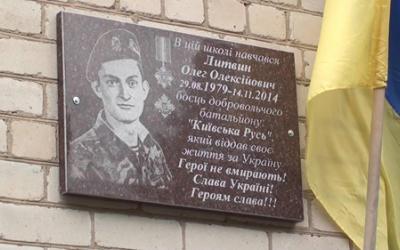 В цій школі навчався
Литвин
Олег Олексійович
29.08.1979-14.11.2014
боєць добровольчого
батальйону
"Київська Русь",
який віддав своє
життя за Україну
Герої не вмирають!
Слава Україні!
Героям слава!!!